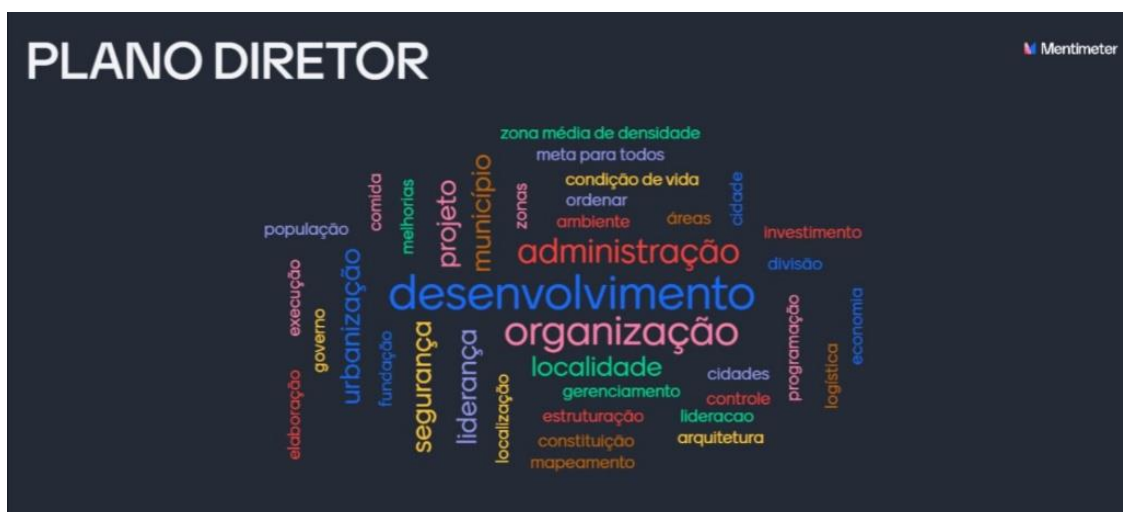 PLANO DIRETOR
Mentimeter
zona média de densidade
meta para todos
condição de vida
ordenar
ambiente
áreas
cidade
zonas
município
projeto
melhorias
comida
população
administração
investimento
divisão
desenvolvimento
organização
localidade
gerenciamento
estruturação
constituição
mapeamento
cidades
controle
lideracao
arquitetura
programação
logística
economia
execução
governo
urbanização
fundação
segurança
liderança
localização
elaboração